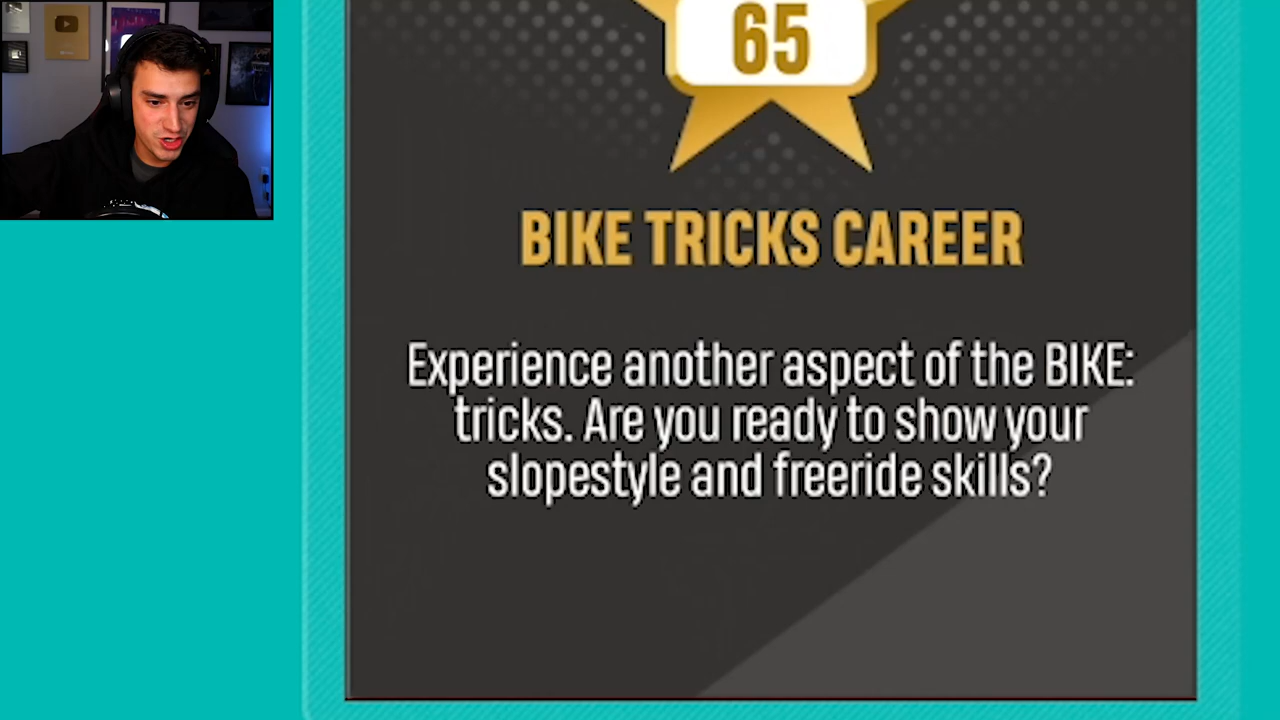 65
BIKE TRICKS CAREER
Experience another aspect of the BIKE:
tricks. Are you ready to show your
slopestyle and freeride skills?